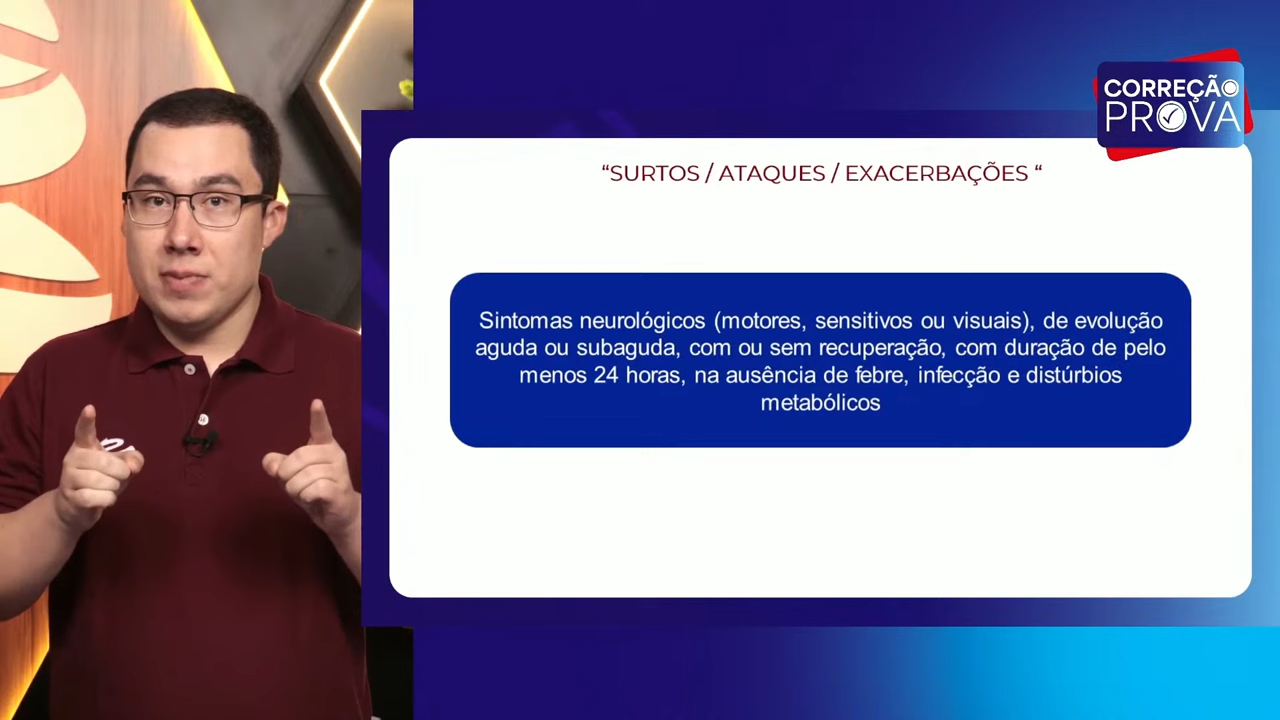 CORREÇÃO
PROVA
“SURTOS / ATAQUES / EXACERBAÇÕES “
Sintomas neurológicos (motores, sensitivos ou visuais), de evolução
aguda ou subaguda, com ou sem recuperação, com duração de pelo
menos 24 horas, na ausência de febre, infecção e distúrbios
metabólicos